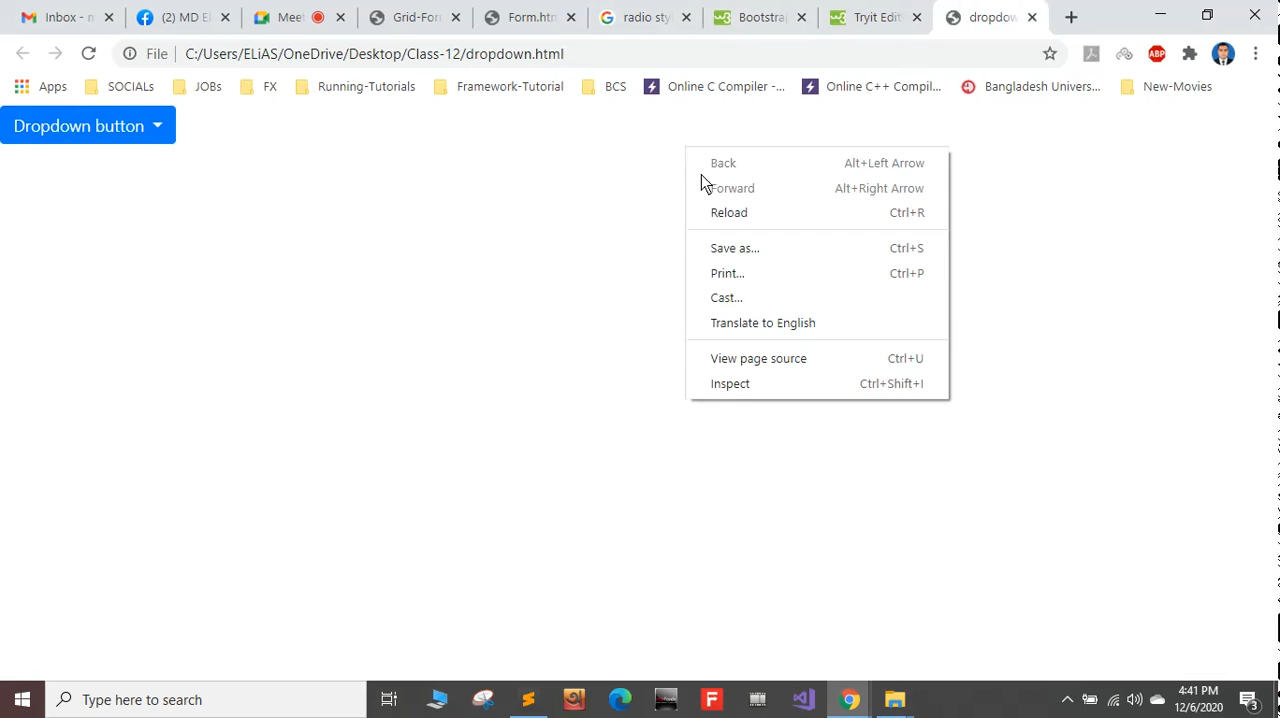 Inbox - m
(2) MD El
Meet
Grid-For
Form.htm
radio styl
Bootstrap
Tryit Edit
dropdow
File
C:/Users/ELiAS/OneDrive/Desktop/Class-12/dropdown.html
ABP
Apps
SOCIALs
JOBs
FX
Running-Tutorials
Framework-Tutorial
BCS
Online C Compiler -...
Online C++ Compil...
Bangladesh Univers...
New-Movies
Dropdown button
Back Alt+Left Arrow
Forward Alt+Right Arrow
Reload Ctrl+R
Save as... Ctrl+S
Print... Ctrl+P
Cast...
Translate to English
View page source Ctrl+U
Inspect Ctrl+Shift+I
Type here to search
4:41 PM
12/6/2020
3